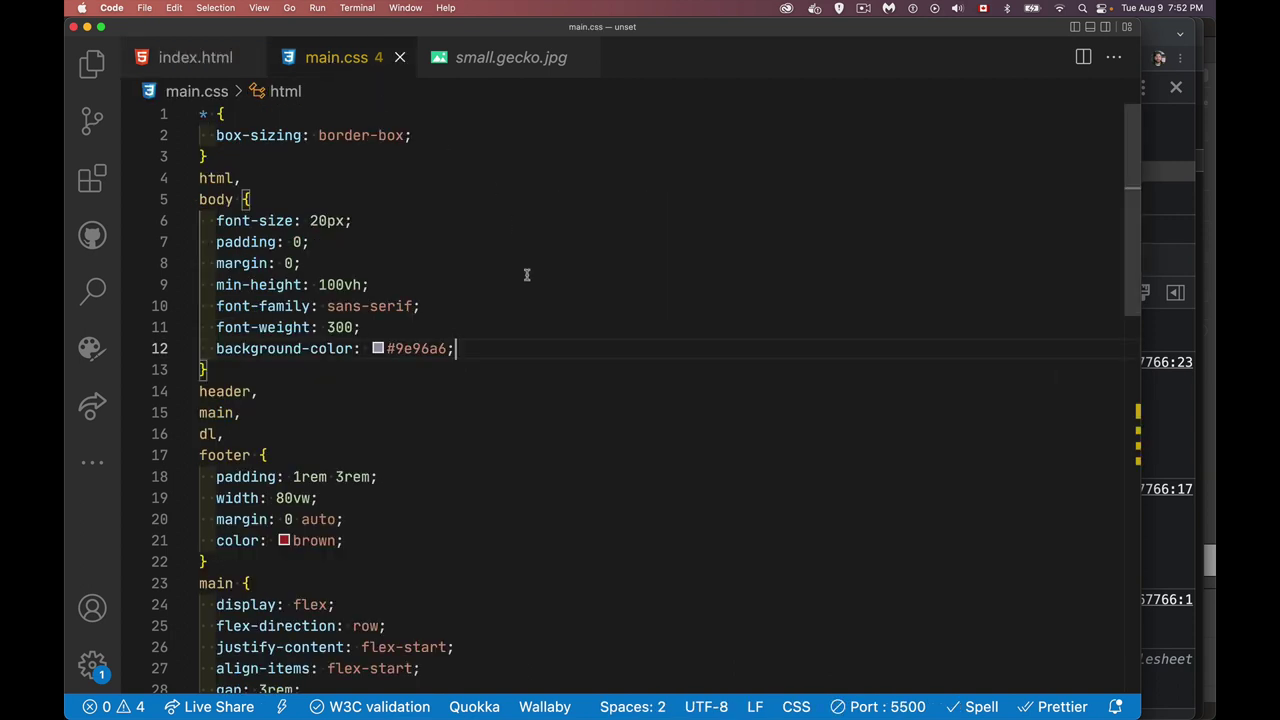 Code File Edit Selection View Go Run Terminal Window Help Tue Aug 9 7:52 PM
main.css — unset
index.html main.css 4 small.gecko.jpg
main.css > html
1 * {
2 box-sizing: border-box;
3 }
4 html,
5 body {
6 font-size: 20px;
7 padding: 0;
8 margin: 0;
9 min-height: 100vh;
10 font-family: sans-serif;
11 font-weight: 300;
12 background-color: #9e96a6;
13 }
14 header,
15 main,
16 dl,
17 footer {
18 padding: 1rem 3rem;
19 width: 80vw;
20 margin: 0 auto;
21 color: brown;
22 }
23 main {
24 display: flex;
25 flex-direction: row;
26 justify-content: flex-start;
27 align-items: flex-start;
28 gap: 3rem;
7766:23
7766:17
57766:1
lesheet
1
0 4 Live Share W3C validation Quokka Wallaby Spaces: 2 UTF-8 LF CSS Port : 5500 Spell Prettier